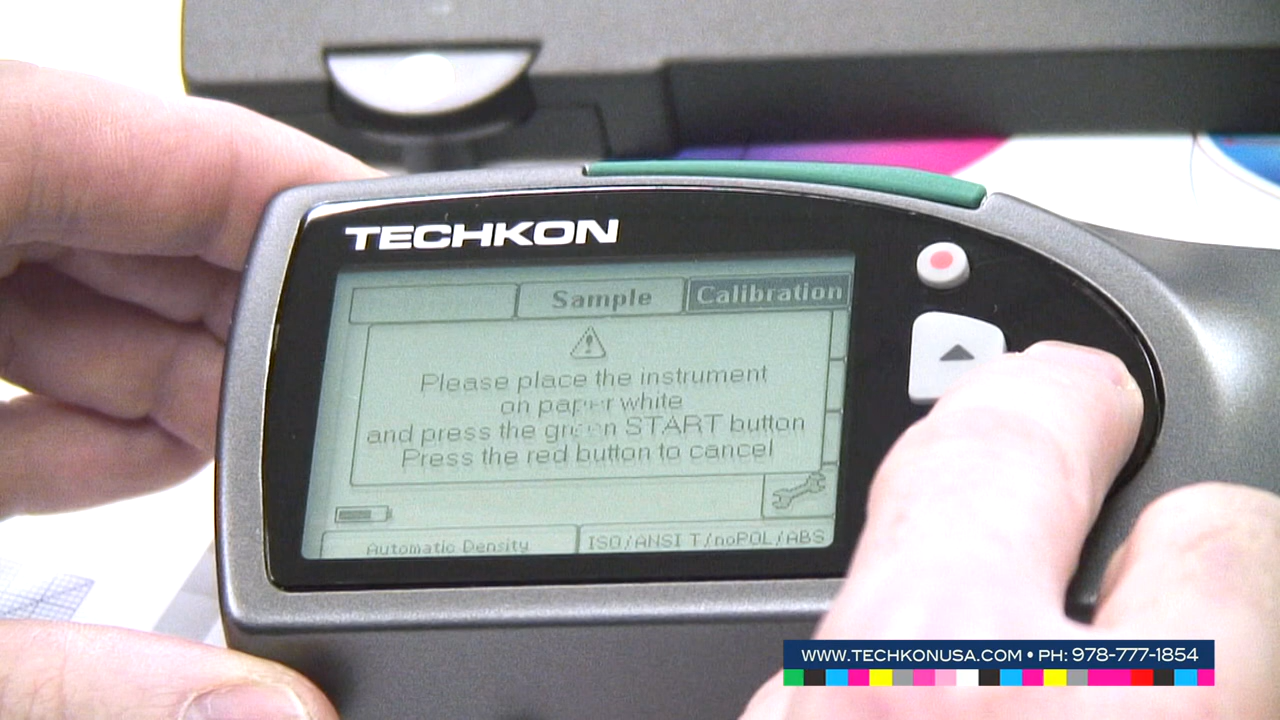 TECHKON
Sample
Calibration
Please place the instrument
on paper white
and press the green START button
Press the red button to cancel
Automatic Density
ISO/ANSI T/noPOL/ABS
WWW.TECHKONUSA.COM • PH: 978-777-1854